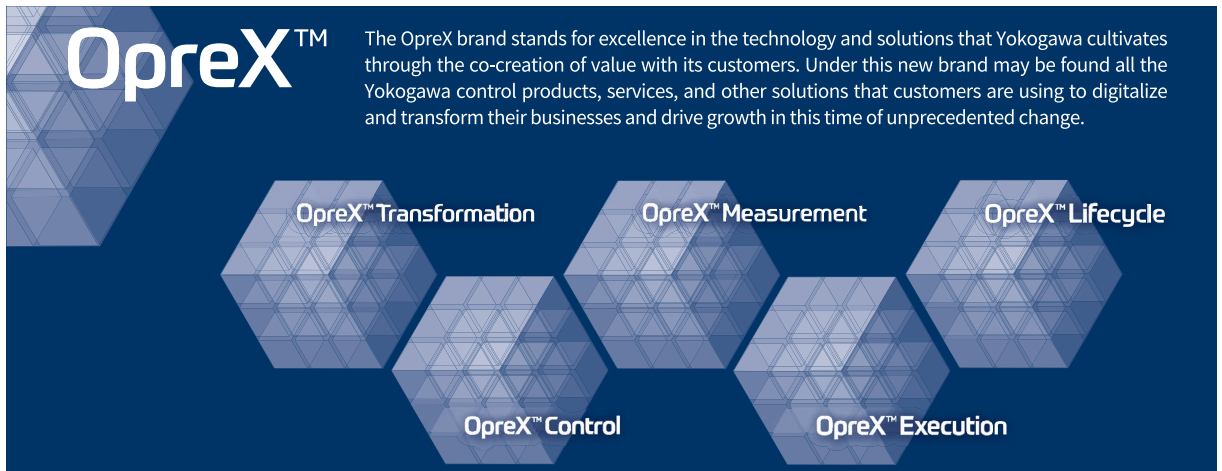 OpreX™
The OpreX brand stands for excellence in the technology and solutions that Yokogawa cultivates
through the co-creation of value with its customers. Under this new brand may be found all the
Yokogawa control products, services, and other solutions that customers are using to digitalize
and transform their businesses and drive growth in this time of unprecedented change.
OpreX™ Transformation
OpreX™ Measurement
OpreX™ Lifecycle
OpreX™ Control
OpreX™ Execution